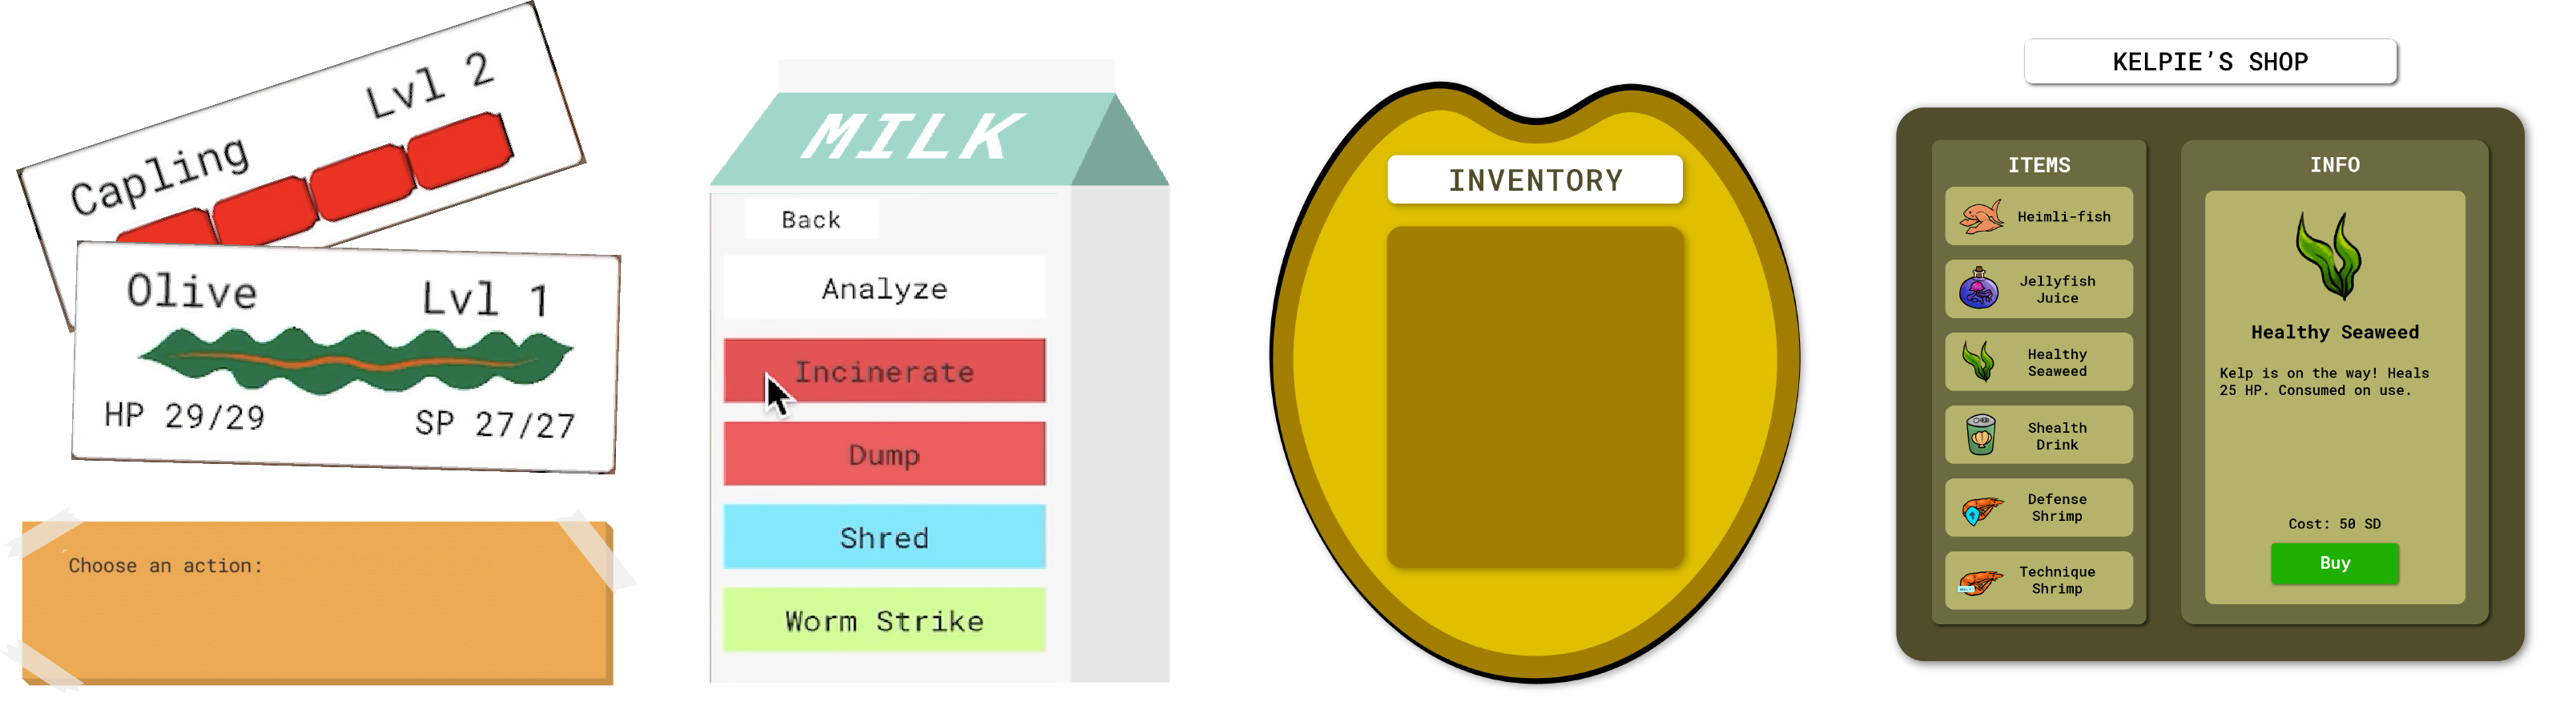 Capling
Lvl 2
Olive
Lvl 1
HP 29/29
SP 27/27
Choose an action:
MILK
Back
Analyze
Incinerate
Dump
Shred
Worm Strike
INVENTORY
KELPIE’S SHOP
ITEMS
Heimli-fish
Jellyfish
Juice
Healthy
Seaweed
Shealth
Drink
Defense
Shrimp
Technique
Shrimp
INFO
Healthy Seaweed
Kelp is on the way! Heals
25 HP. Consumed on use.
Cost: 50 SD
Buy